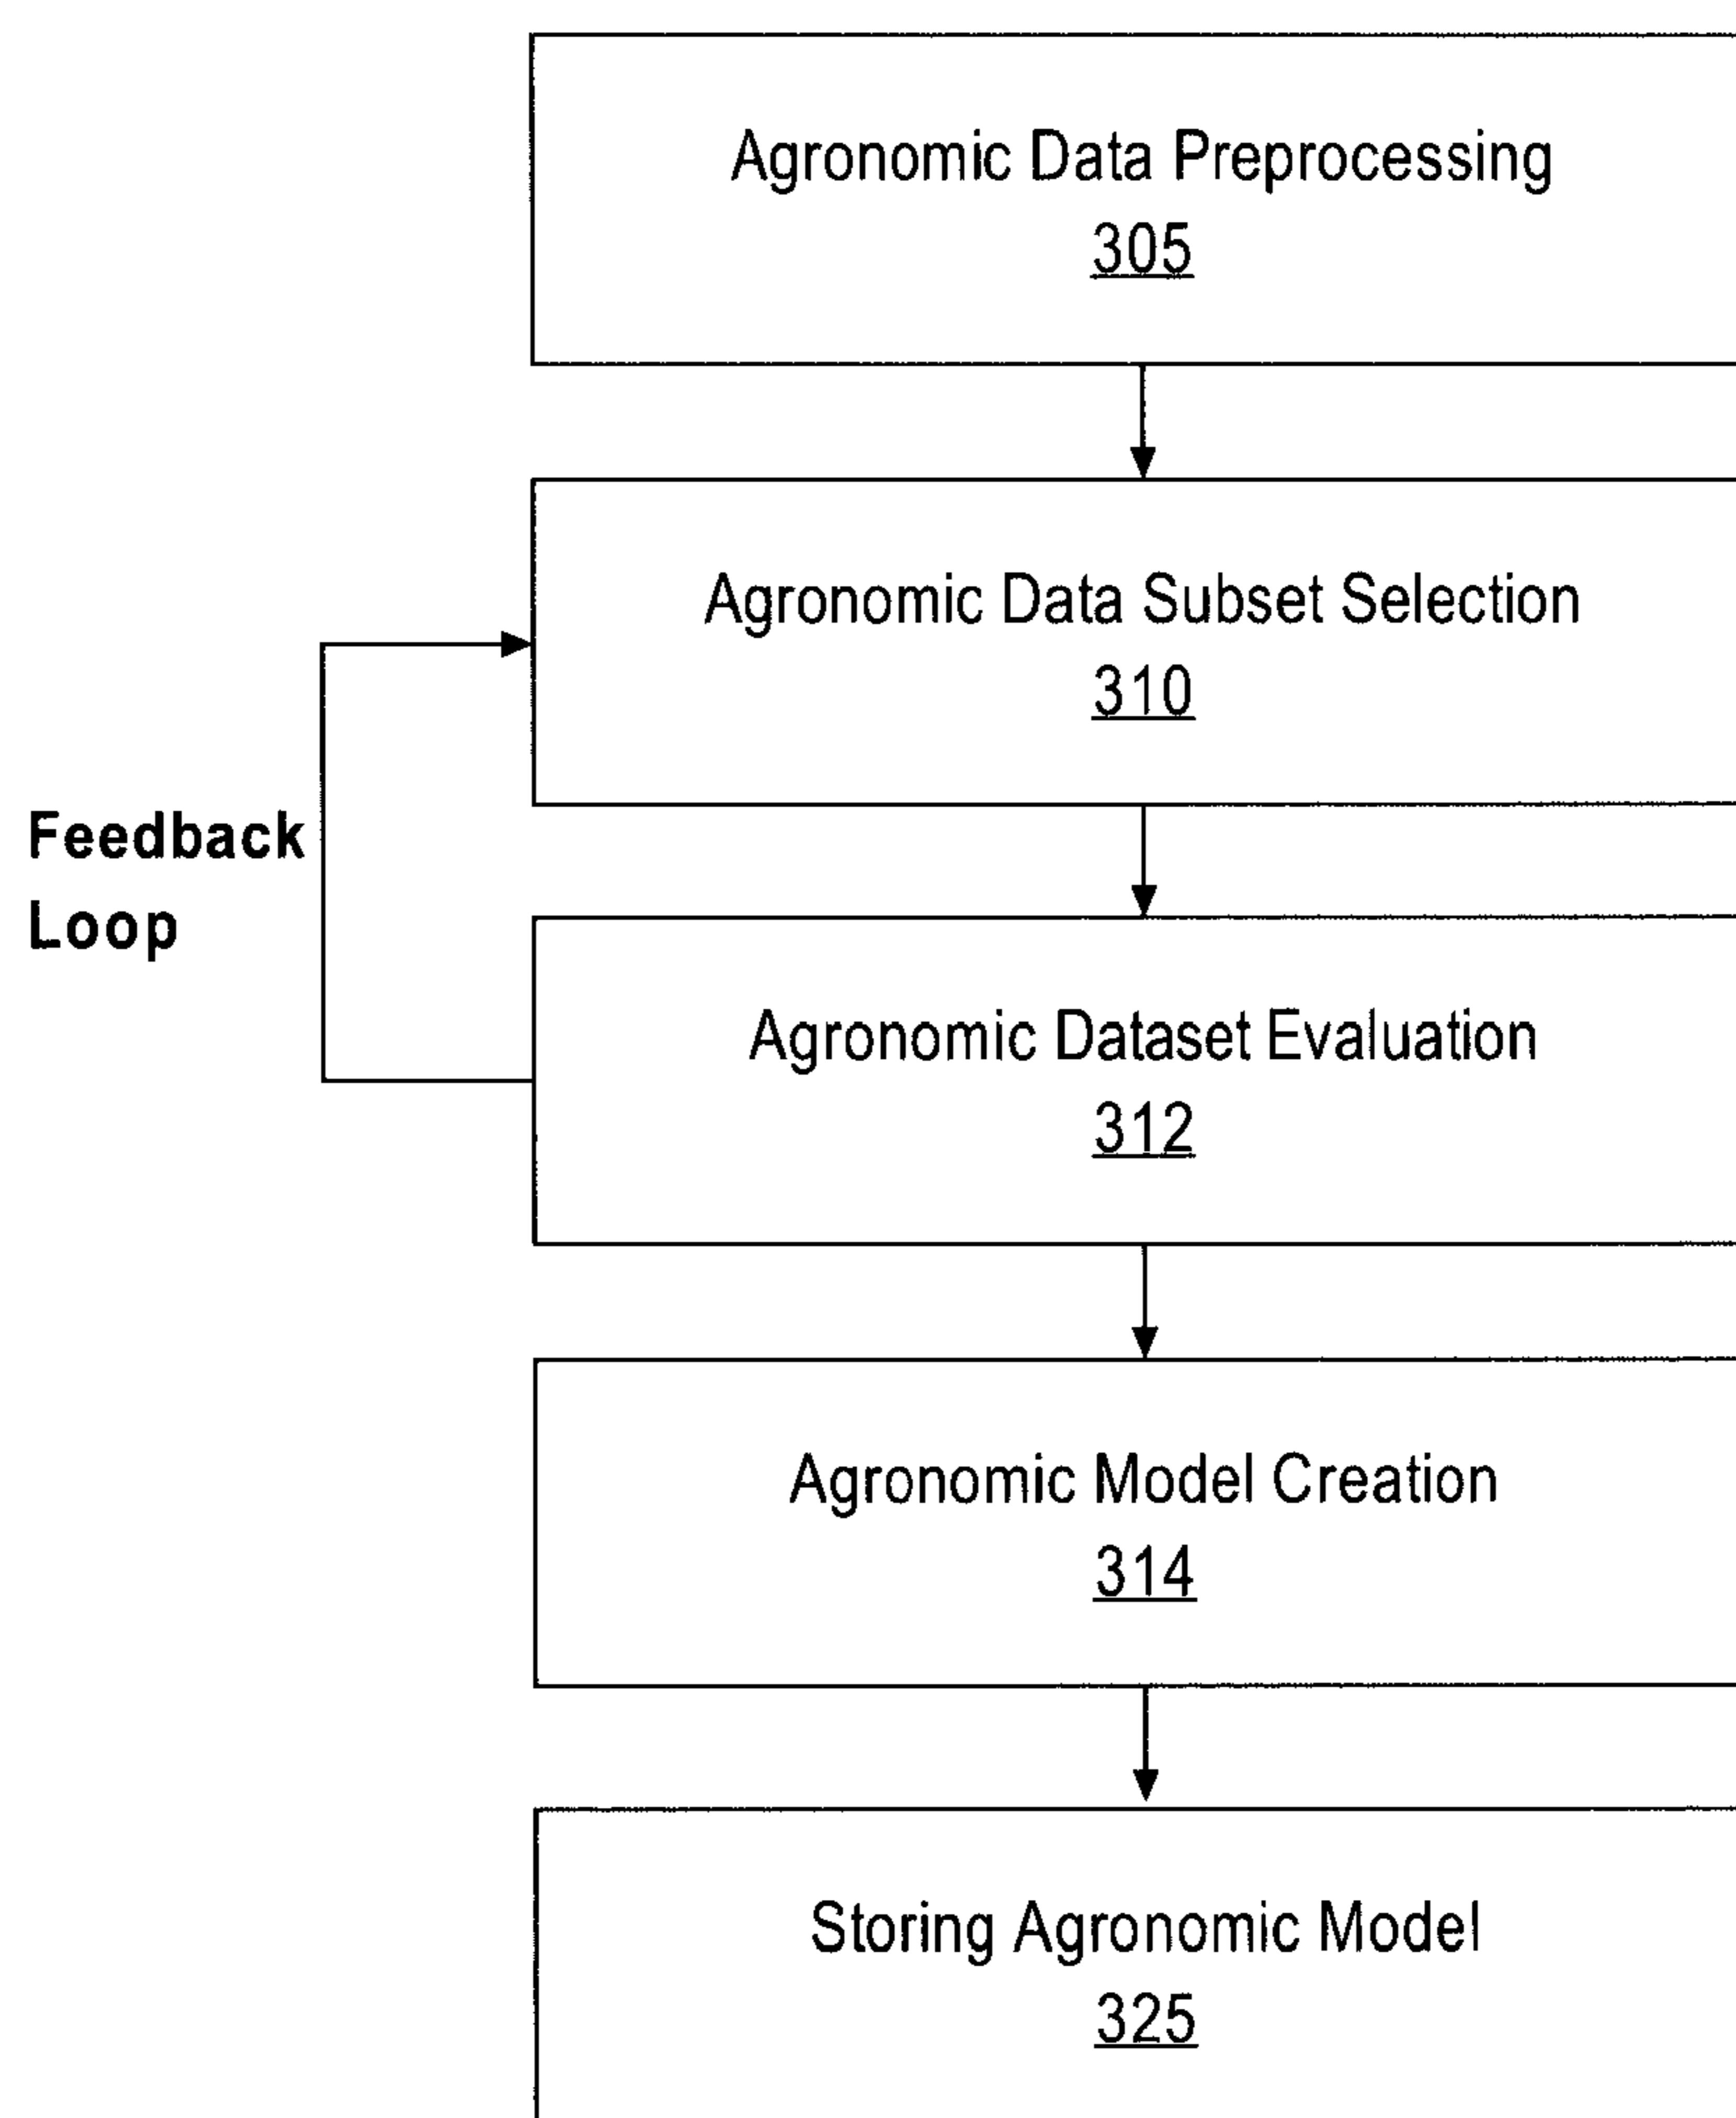 Agronomic Data Preprocessing
305
Agronomic Data Subset Selection
310
Feedback
Loop
Agronomic Dataset Evaluation
312
Agronomic Model Creation
314
Storing Agronomic Model
325